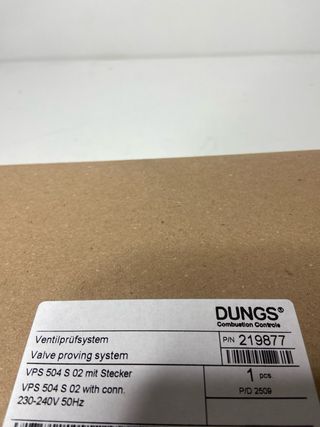 DUNGS®
Combustion Controls
Ventilprüfsystem
P/N 219877
Valve proving system
VPS 504 S 02 mit Stecker
1 pcs.
VPS 504 S 02 with conn.
P/D 2509
230-240V 50Hz